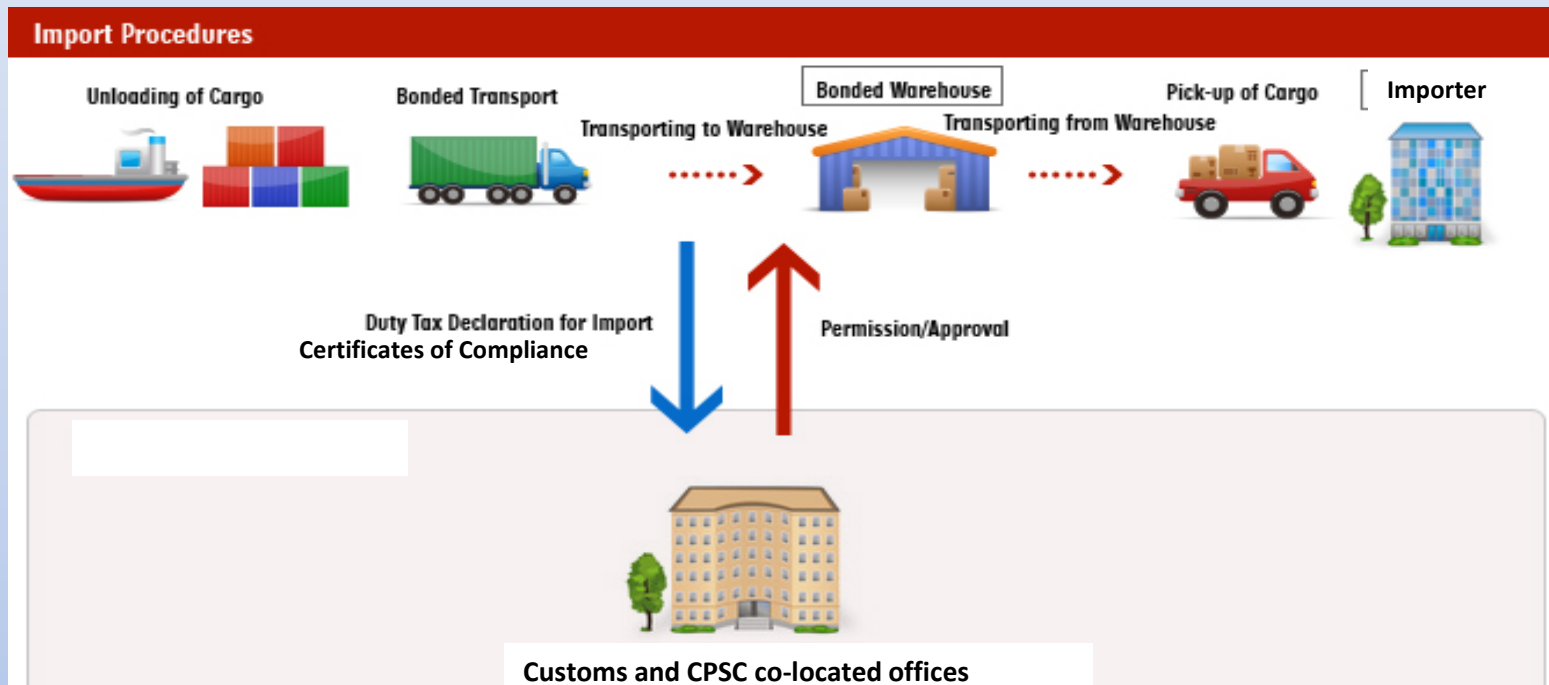 Import Procedures
Unloading of Cargo
Bonded Transport
Transporting to Warehouse
Bonded Warehouse
Transporting from Warehouse
Pick-up of Cargo
Importer
Duty Tax Declaration for Import
Certificates of Compliance
Permission/Approval
Customs and CPSC co-located offices